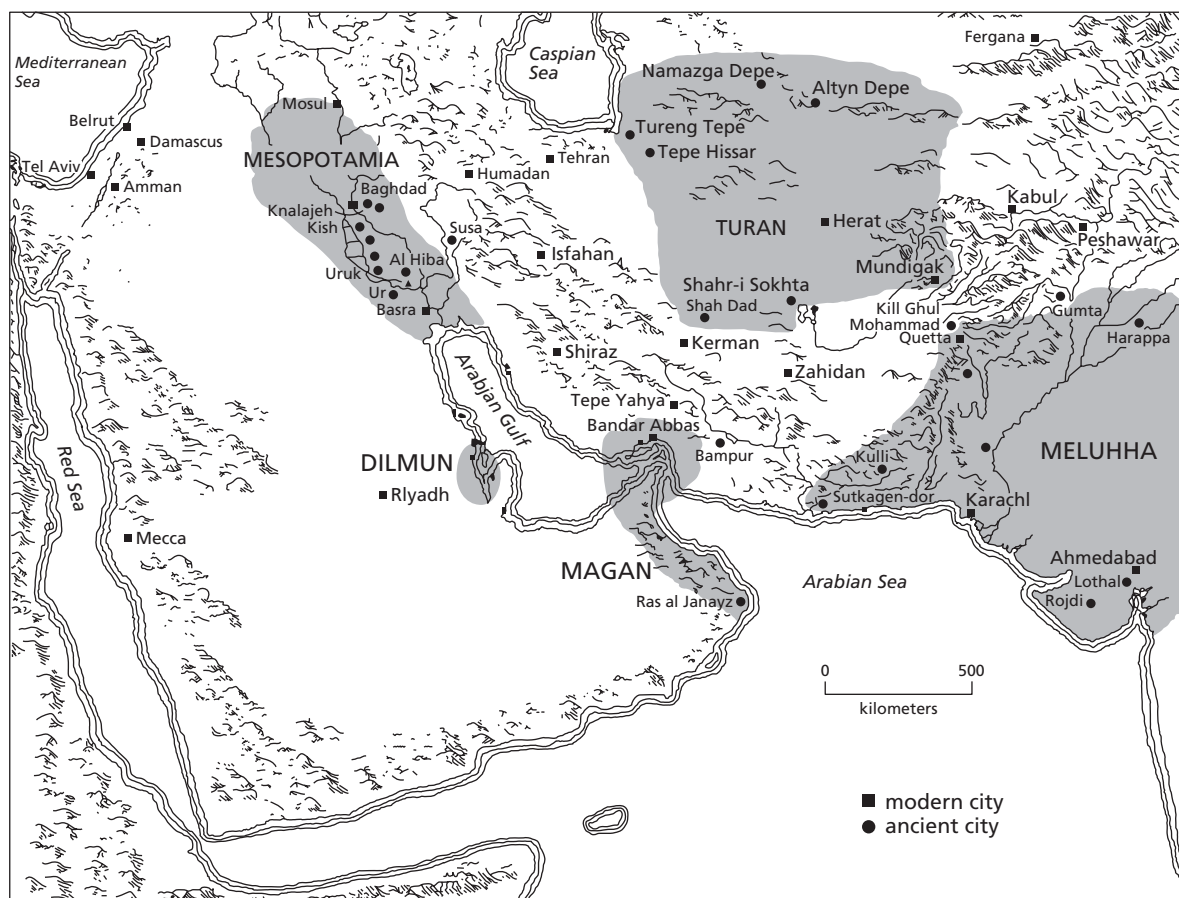 Mediterranean
Sea
Caspian
Sea
Fergana
Namazga Depe
Altyn Depe
Mosul
Belrut
Damascus
Tureng Tepe
MESOPOTAMIA
Tepe Hissar
Tehran
Tel Aviv
Amman
Humadan
Baghdad
Kabul
Knalajeh
Kish
Susa
TURAN
Herat
Peshawar
Isfahan
Al Hiba
Uruk
Mundigak
Ur
Shahr-i Sokhta
Shah Dad
Basra
Kill Ghul
Mohammad
Quetta
Gumta
Harappa
Shiraz
Kerman
Zahidan
Arabjan Gulf
Tepe Yahya
Bandar Abbas
Bampur
Kulli
MELUHHA
DILMUN
Rlyadh
Red Sea
Sutkagen-dor
Karachl
Mecca
MAGAN
Arabian Sea
Ahmedabad
Lothal
Rojdi
Ras al Janayz
0 500
kilometers
modern city
ancient city